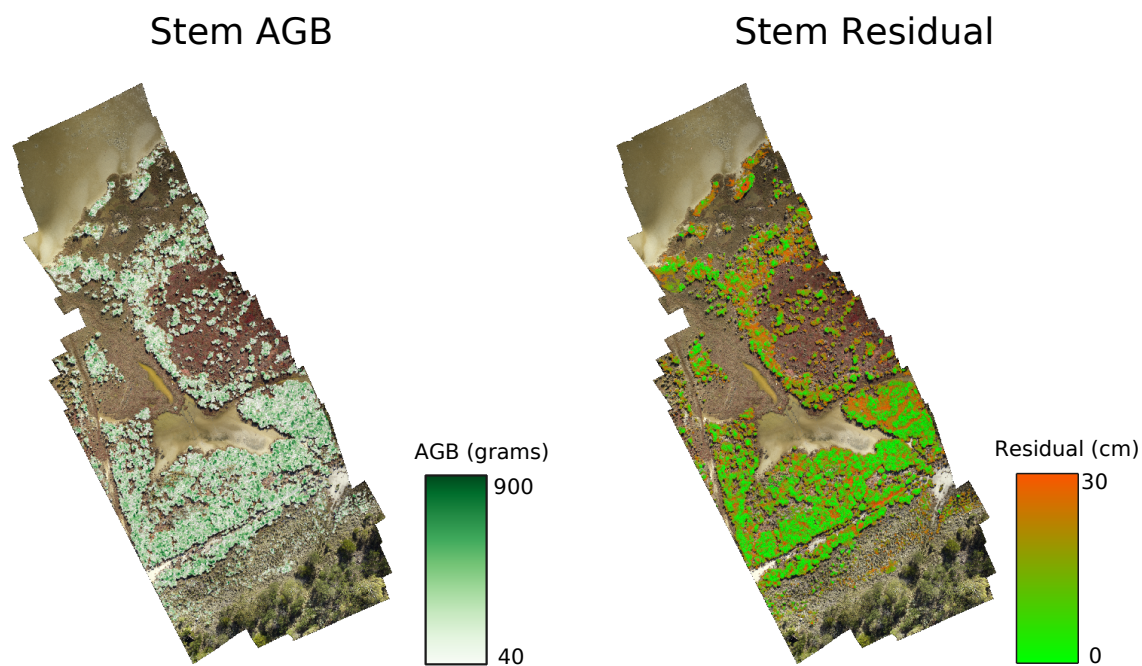 Stem AGB
Stem Residual
AGB (grams)
900
40
Residual (cm)
30
0